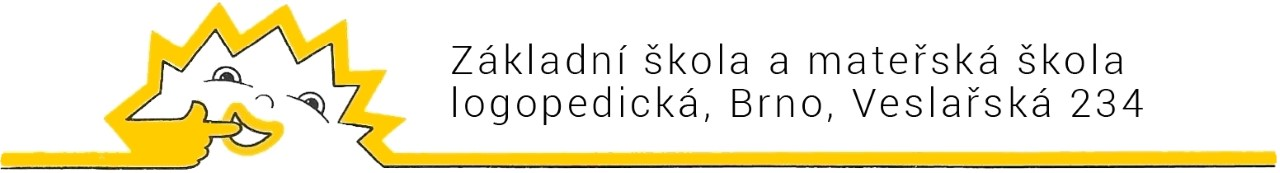 Základní škola a mateřská škola
logopedická, Brno, Veslařská 234